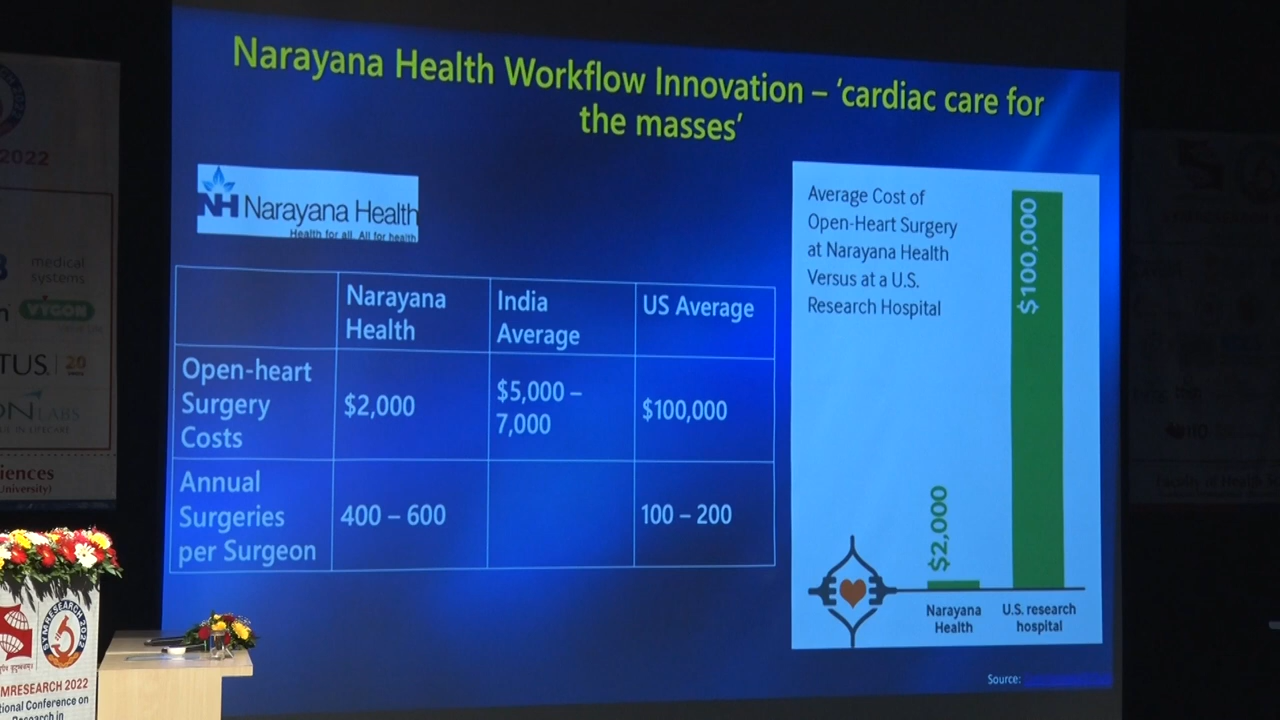 Narayana Health Workflow Innovation – ‘cardiac care for
the masses’
NH Narayana Health
Health for all. All for health
Narayana
Health
India
Average
US Average
Open-heart
Surgery
Costs
$2,000
$5,000 –
7,000
$100,000
Annual
Surgeries
per Surgeon
400 – 600
100 – 200
Average Cost of
Open-Heart Surgery
at Narayana Health
Versus at a U.S.
Research Hospital
$100,000
$2,000
Narayana
Health
U.S. research
hospital
Source:
2022
medical
systems
VYGON
TUS.
20
LABS
iences
University)
SYMRESEARCH 2022
MRESEARCH 2022
tional Conference on
Research in